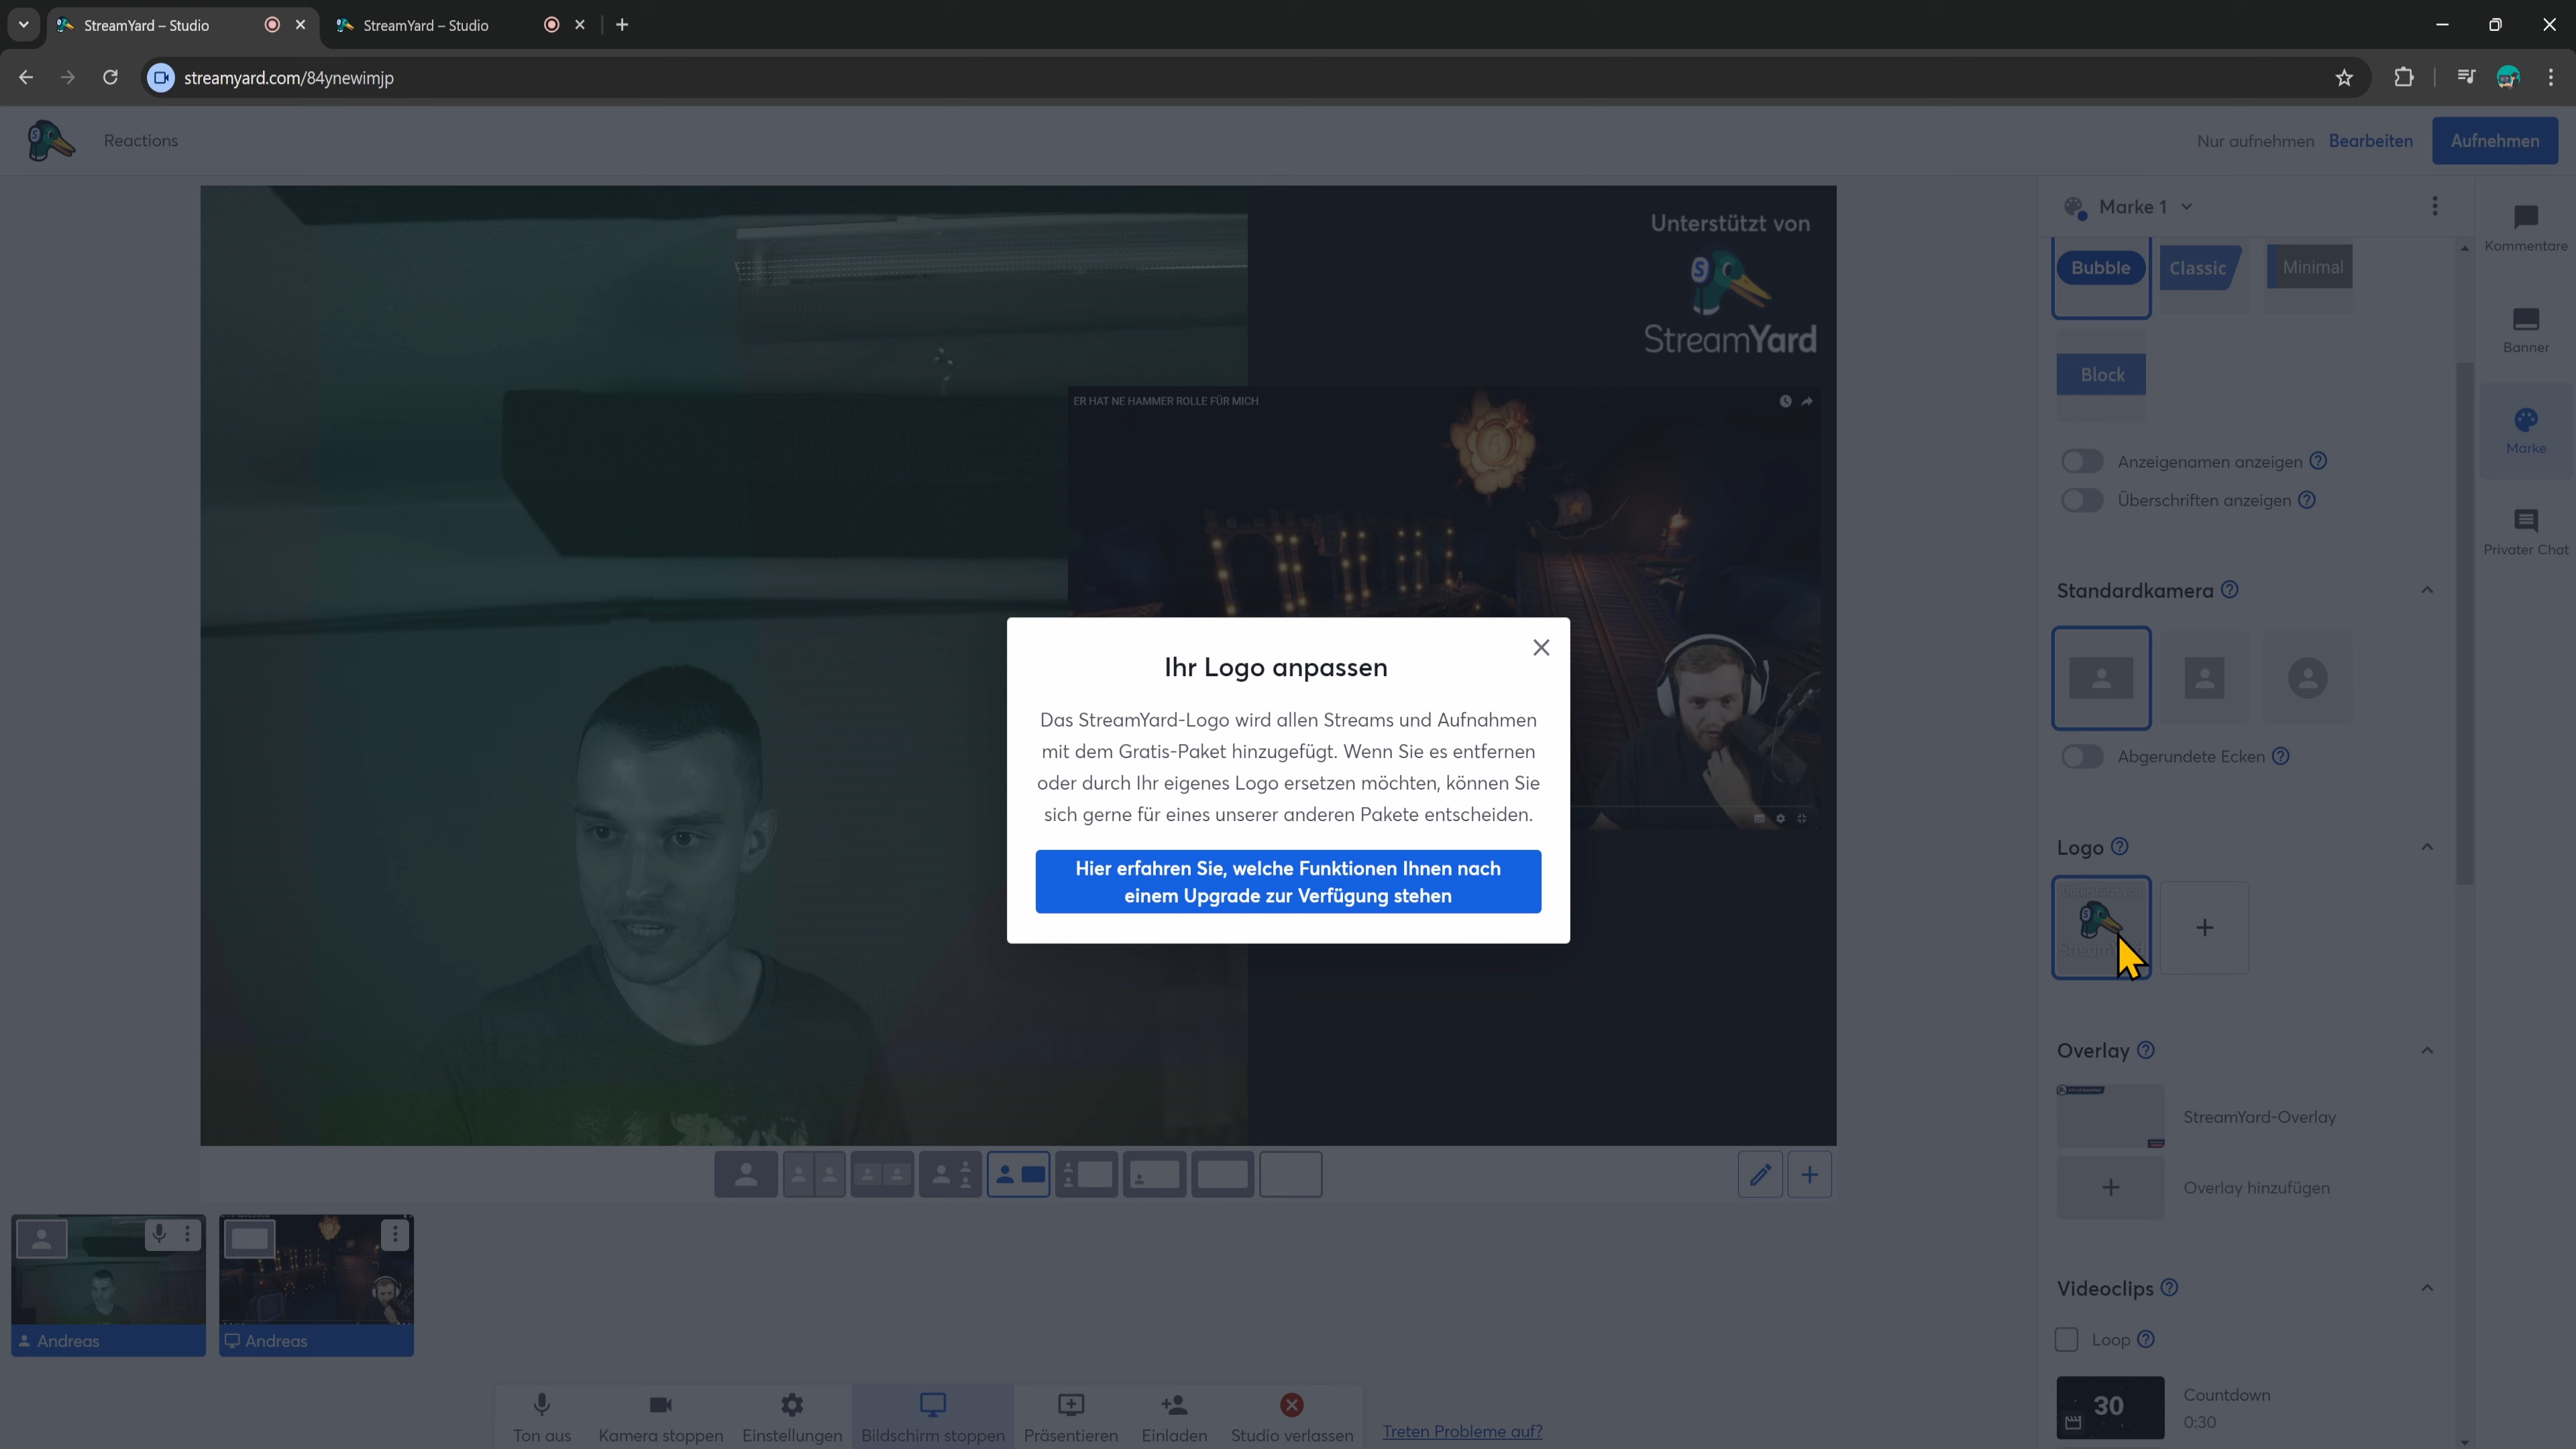 StreamYard – Studio
StreamYard – Studio
streamyard.com/84ynewimjp
Reactions
Nur aufnehmen
Bearbeiten
Aufnehmen
Unterstützt von
StreamYard
ER HAT NE HAMMER ROLLE FÜR MICH
Ihr Logo anpassen
Das StreamYard-Logo wird allen Streams und Aufnahmen
mit dem Gratis-Paket hinzugefügt. Wenn Sie es entfernen
oder durch Ihr eigenes Logo ersetzen möchten, können Sie
sich gerne für eines unserer anderen Pakete entscheiden.
Hier erfahren Sie, welche Funktionen Ihnen nach
einem Upgrade zur Verfügung stehen
Marke 1
Bubble
Classic
Minimal
Block
Anzeigenamen anzeigen
Überschriften anzeigen
Standardkamera
Abgerundete Ecken
Logo
Overlay
StreamYard-Overlay
Overlay hinzufügen
Videoclips
Loop
30
Countdown
0:30
Kommentare
Banner
Marke
Privater Chat
Andreas
Andreas
Ton aus
Kamera stoppen
Einstellungen
Bildschirm stoppen
Präsentieren
Einladen
Studio verlassen
Treten Probleme auf?